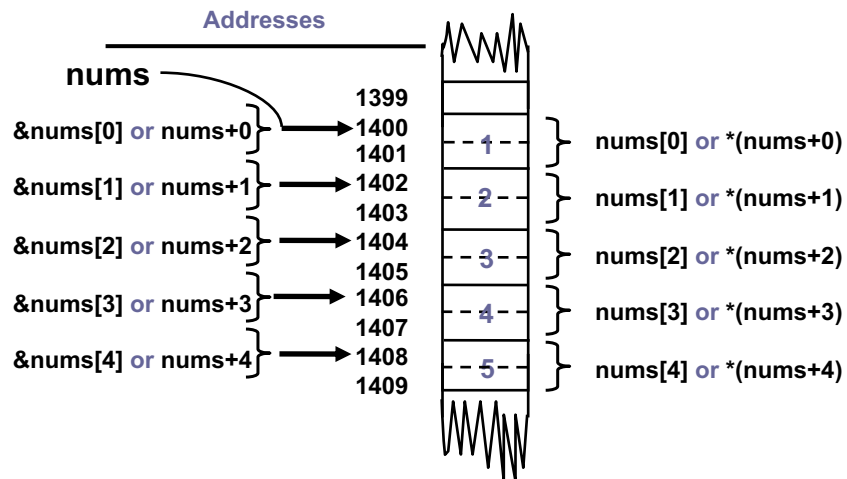 Addresses
nums
1399
&nums[0] or nums+0
1400
1
nums[0] or *(nums+0)
1401
&nums[1] or nums+1
1402
2
nums[1] or *(nums+1)
1403
&nums[2] or nums+2
1404
3
nums[2] or *(nums+2)
1405
&nums[3] or nums+3
1406
4
nums[3] or *(nums+3)
1407
&nums[4] or nums+4
1408
5
nums[4] or *(nums+4)
1409